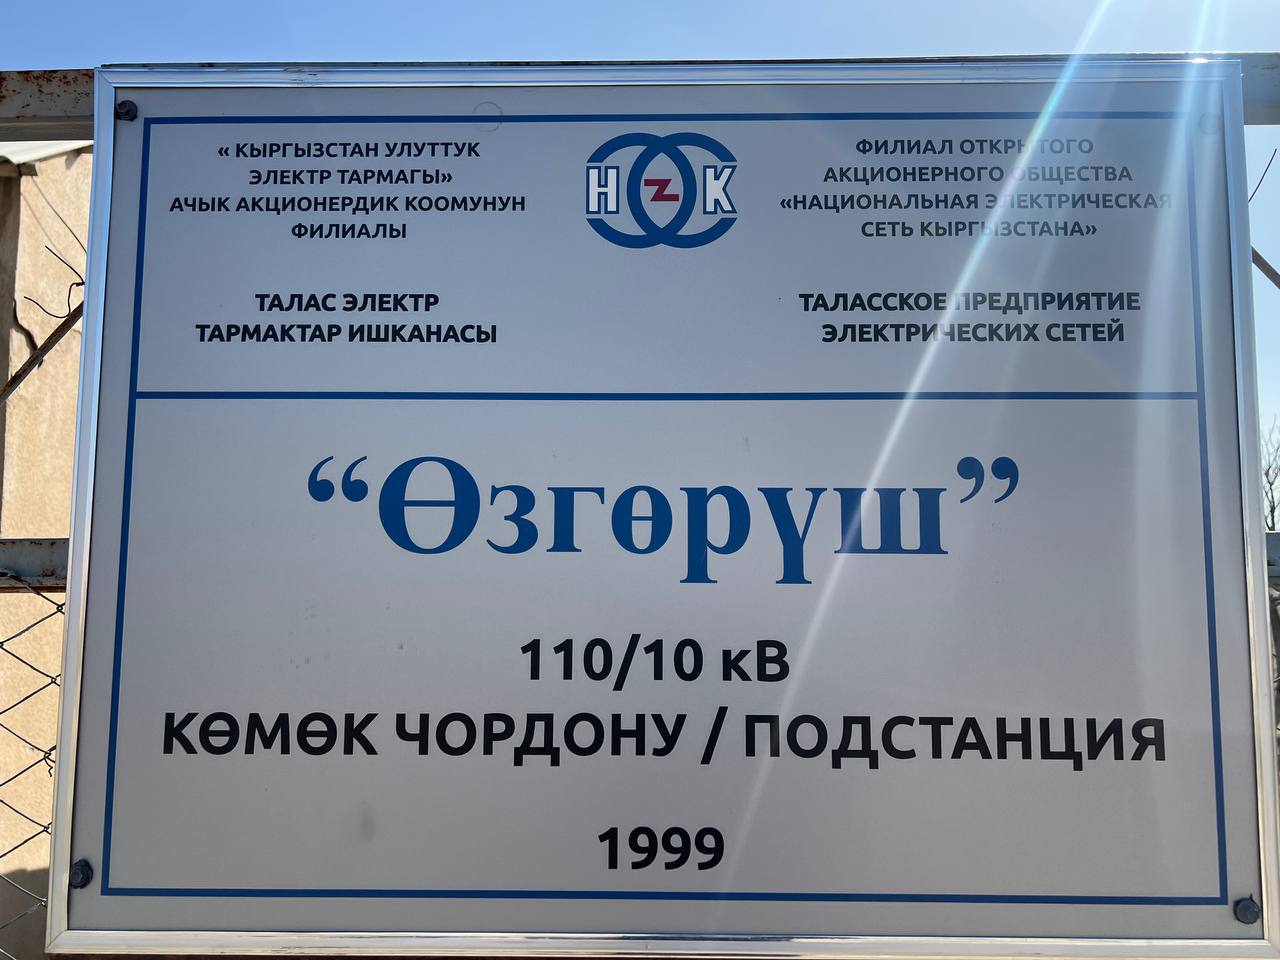 « КЫРГЫЗСТАН УЛУТТУК
ЭЛЕКТР ТАРМАГЫ»
АЧЫК АКЦИОНЕРДИК КООМУНУН
ФИЛИАЛЫ
ТАЛАС ЭЛЕКТР
ТАРМАКТАР ИШКАНАСЫ
НЭСК
ФИЛИАЛ ОТКРЫТОГО
АКЦИОНЕРНОГО ОБЩЕСТВА
«НАЦИОНАЛЬНАЯ ЭЛЕКТРИЧЕСКАЯ
СЕТЬ КЫРГЫЗСТАНА»
ТАЛАССКОЕ ПРЕДПРИЯТИЕ
ЭЛЕКТРИЧЕСКИХ СЕТЕЙ
“Өзгөрүш”
110/10 кВ
КӨМӨК ЧОРДОНУ / ПОДСТАНЦИЯ
1999